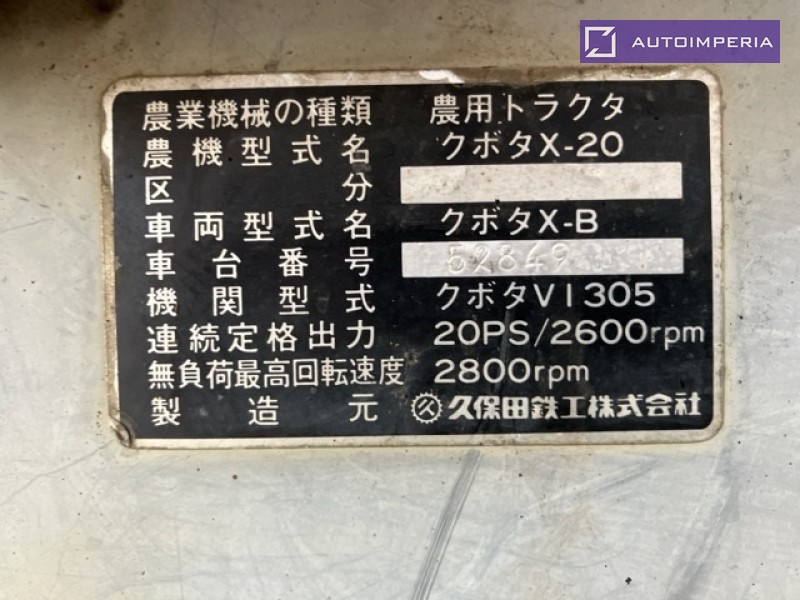 AUTOIMPERIA
農業機械の種類 農用トラクタ
農機型式名 クボタX-20
区分
車両型式名 クボタX-B
車台番号 52849
機関型式 クボタV1305
連続定格出力 20PS/2600rpm
無負荷最高回転速度 2800rpm
製造元 久保田鉄工株式会社